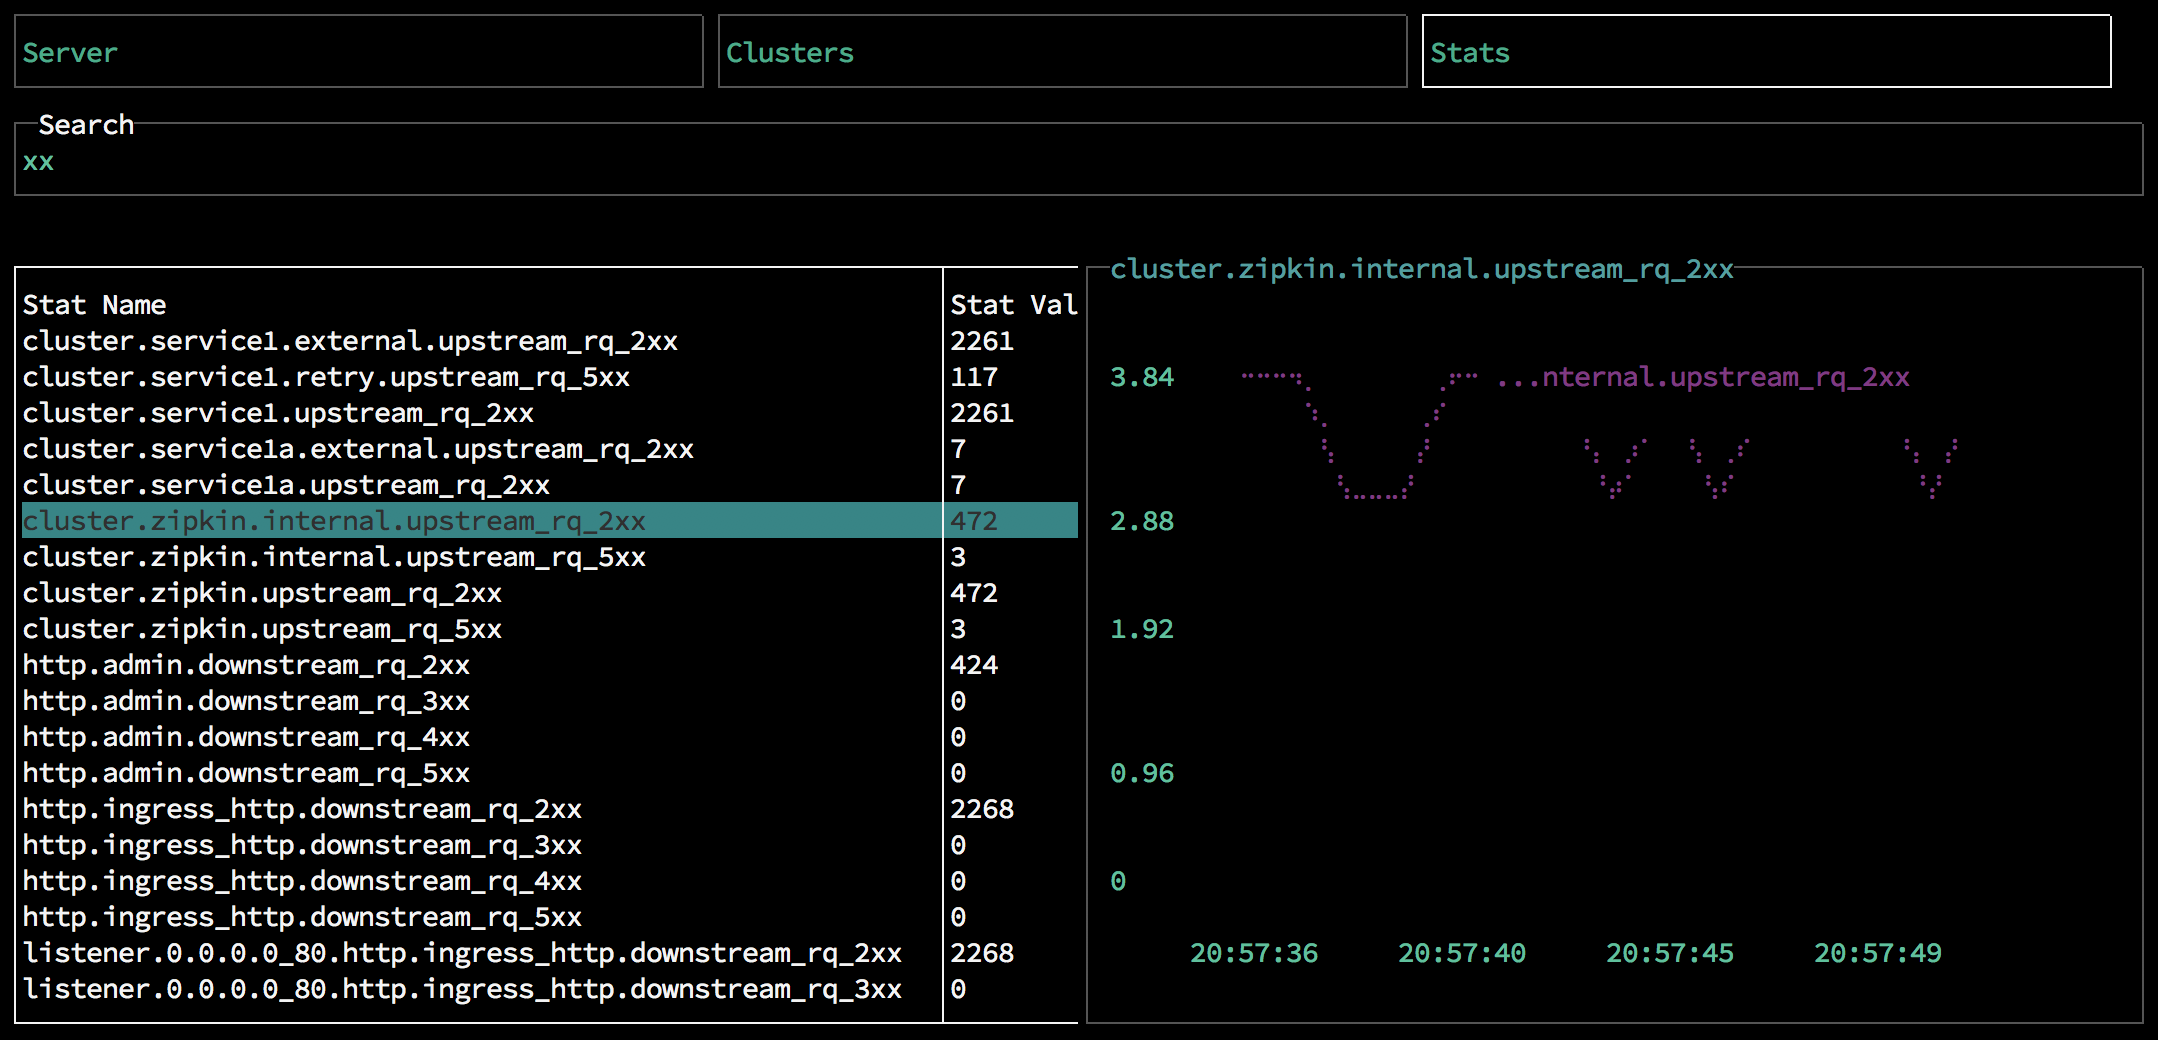 Server Clusters Stats
Search
xx
Stat Name Stat Val
cluster.service1.external.upstream_rq_2xx 2261
cluster.service1.retry.upstream_rq_5xx 117
cluster.service1.upstream_rq_2xx 2261
cluster.service1a.external.upstream_rq_2xx 7
cluster.service1a.upstream_rq_2xx 7
cluster.zipkin.internal.upstream_rq_2xx 472
cluster.zipkin.internal.upstream_rq_5xx 3
cluster.zipkin.upstream_rq_2xx 472
cluster.zipkin.upstream_rq_5xx 3
http.admin.downstream_rq_2xx 424
http.admin.downstream_rq_3xx 0
http.admin.downstream_rq_4xx 0
http.admin.downstream_rq_5xx 0
http.ingress_http.downstream_rq_2xx 2268
http.ingress_http.downstream_rq_3xx 0
http.ingress_http.downstream_rq_4xx 0
http.ingress_http.downstream_rq_5xx 0
listener.0.0.0.0_80.http.ingress_http.downstream_rq_2xx 2268
listener.0.0.0.0_80.http.ingress_http.downstream_rq_3xx 0
cluster.zipkin.internal.upstream_rq_2xx
3.84 ...nternal.upstream_rq_2xx
2.88
1.92
0.96
0
20:57:36 20:57:40 20:57:45 20:57:49